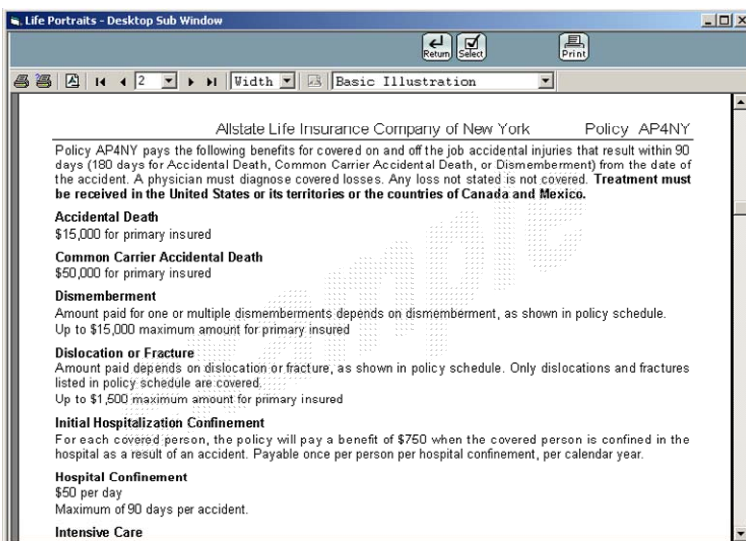 Life Portraits - Desktop Sub Window
Return Select Print
2 Width Basic Illustration
Allstate Life Insurance Company of New York Policy AP4NY
Policy AP4NY pays the following benefits for covered on and off the job accidental injuries that result within 90
days (180 days for Accidental Death, Common Carrier Accidental Death, or Dismemberment) from the date of
the accident. A physician must diagnose covered losses. Any loss not stated is not covered. Treatment must
be received in the United States or its territories or the countries of Canada and Mexico.
Accidental Death
$15,000 for primary insured
Common Carrier Accidental Death
$50,000 for primary insured
Dismemberment
Amount paid for one or multiple dismemberments depends on dismemberment, as shown in policy schedule.
Up to $15,000 maximum amount for primary insured
Dislocation or Fracture
Amount paid depends on dislocation or fracture, as shown in policy schedule. Only dislocations and fractures
listed in policy schedule are covered.
Up to $1,500 maximum amount for primary insured
Initial Hospitalization Confinement
For each covered person, the policy will pay a benefit of $750 when the covered person is confined in the
hospital as a result of an accident. Payable once per person per hospital confinement, per calendar year.
Hospital Confinement
$50 per day
Maximum of 90 days per accident.
Intensive Care
Example